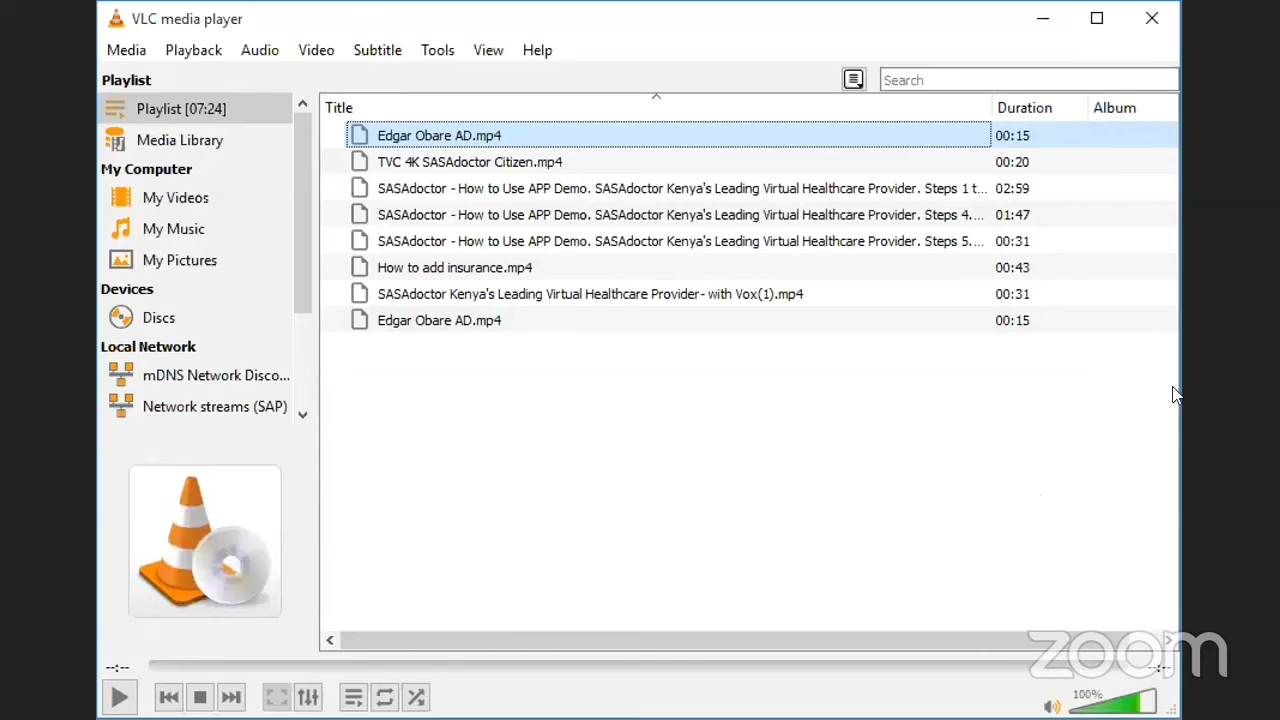 VLC media player
Media Playback Audio Video Subtitle Tools View Help
Playlist
Search
Playlist [07:24]
Title Duration Album
Edgar Obare AD.mp4 00:15
Media Library
TVC 4K SASAdoctor Citizen.mp4 00:20
My Computer
SASAdoctor - How to Use APP Demo. SASAdoctor Kenya's Leading Virtual Healthcare Provider. Steps 1 t... 02:59
My Videos
SASAdoctor - How to Use APP Demo. SASAdoctor Kenya's Leading Virtual Healthcare Provider. Steps 4.... 01:47
My Music
SASAdoctor - How to Use APP Demo. SASAdoctor Kenya's Leading Virtual Healthcare Provider. Steps 5.... 00:31
My Pictures
How to add insurance.mp4 00:43
Devices
SASAdoctor Kenya's Leading Virtual Healthcare Provider- with Vox(1).mp4 00:31
Discs
Edgar Obare AD.mp4 00:15
Local Network
mDNS Network Disco...
Network streams (SAP)
zoom
--:-- --:--
100%